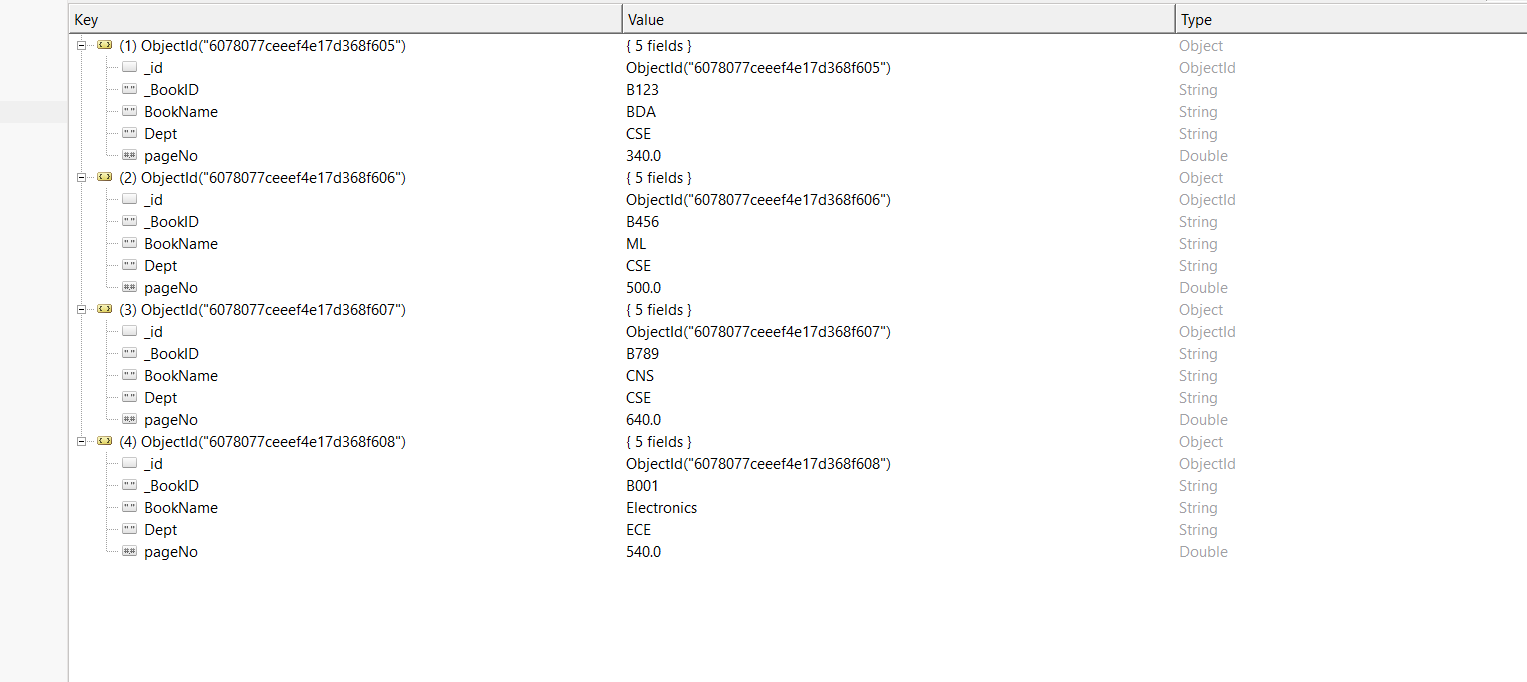 Key Value Type
(1) ObjectId("6078077ceeef4e17d368f605") { 5 fields } Object
_id ObjectId("6078077ceeef4e17d368f605") ObjectId
_BookID B123 String
BookName BDA String
Dept CSE String
pageNo 340.0 Double
(2) ObjectId("6078077ceeef4e17d368f606") { 5 fields } Object
_id ObjectId("6078077ceeef4e17d368f606") ObjectId
_BookID B456 String
BookName ML String
Dept CSE String
pageNo 500.0 Double
(3) ObjectId("6078077ceeef4e17d368f607") { 5 fields } Object
_id ObjectId("6078077ceeef4e17d368f607") ObjectId
_BookID B789 String
BookName CNS String
Dept CSE String
pageNo 640.0 Double
(4) ObjectId("6078077ceeef4e17d368f608") { 5 fields } Object
_id ObjectId("6078077ceeef4e17d368f608") ObjectId
_BookID B001 String
BookName Electronics String
Dept ECE String
pageNo 540.0 Double